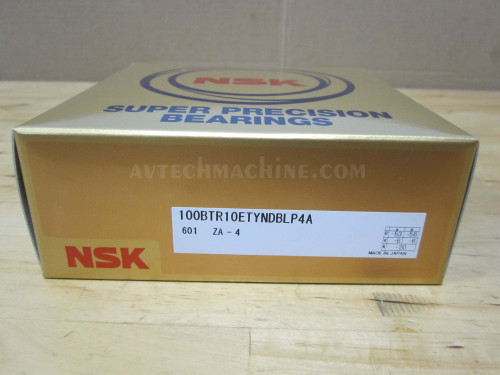 NSK
SUPER PRECISION
BEARINGS
AVTECHMACHINE.COM
100BTR10ETYNDBLP4A
601 ZA-4
MADE IN JAPAN
NSK